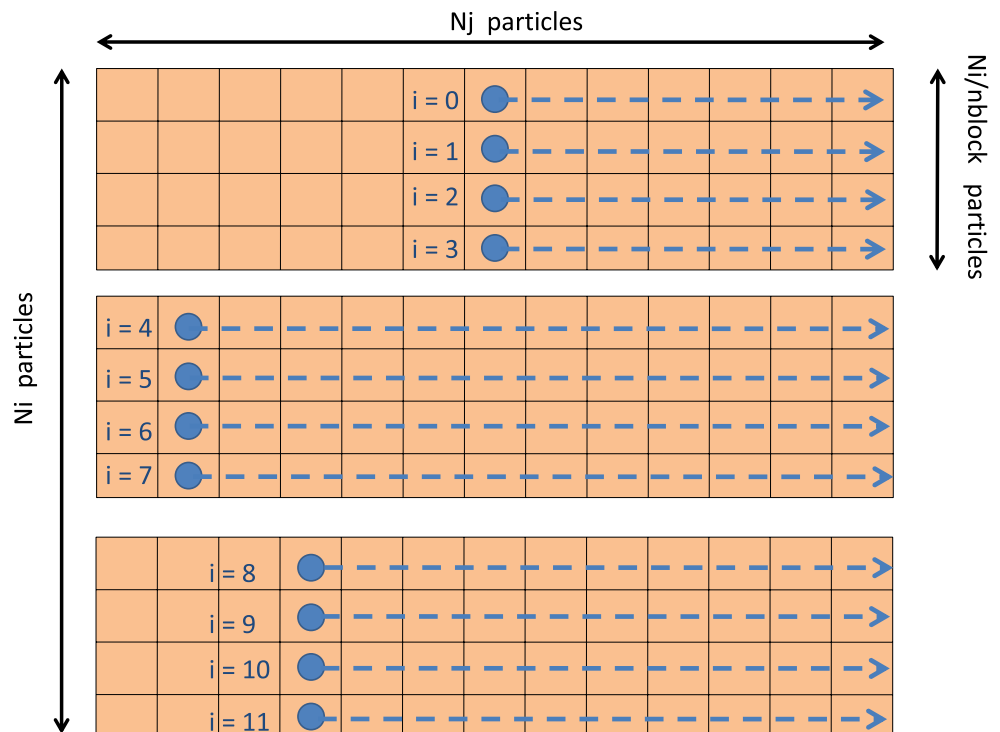 Nj particles
Ni/nblock particles
Ni particles
i = 0
i = 1
i = 2
i = 3
i = 4
i = 5
i = 6
i = 7
i = 8
i = 9
i = 10
i = 11